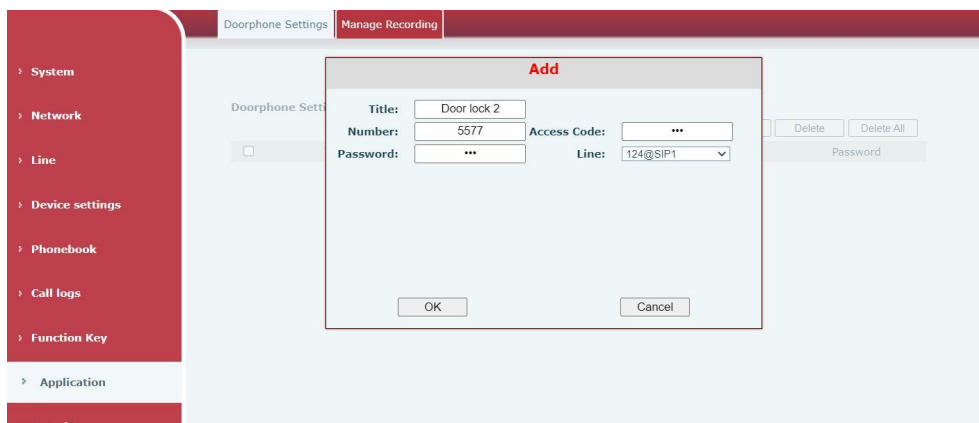 Doorphone Settings
Manage Recording
System
Network
Line
Device settings
Phonebook
Call logs
Function Key
Application
Doorphone Setti
Delete
Delete All
Password
Add
Title:
Door lock 2
Number:
5577
Access Code:
•••
Password:
•••
Line:
124@SIP1
OK
Cancel